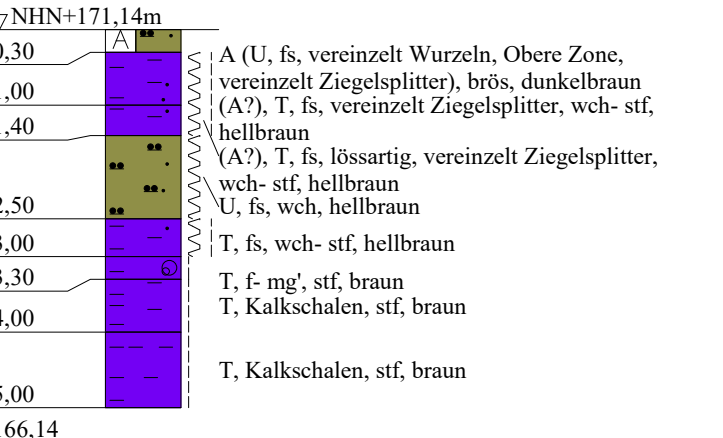 NHN+171,14m
A
0,30
A (U, fs, vereinzelt Wurzeln, Obere Zone,
vereinzelt Ziegelsplitter), brös, dunkelbraun
1,00
(A?), T, fs, vereinzelt Ziegelsplitter, wch- stf,
hellbraun
1,40
(A?), T, fs, lössartig, vereinzelt Ziegelsplitter,
wch- stf, hellbraun
2,50
U, fs, wch, hellbraun
3,00
T, fs, wch- stf, hellbraun
3,30
T, f- mg', stf, braun
4,00
T, Kalkschalen, stf, braun
5,00
T, Kalkschalen, stf, braun
66,14